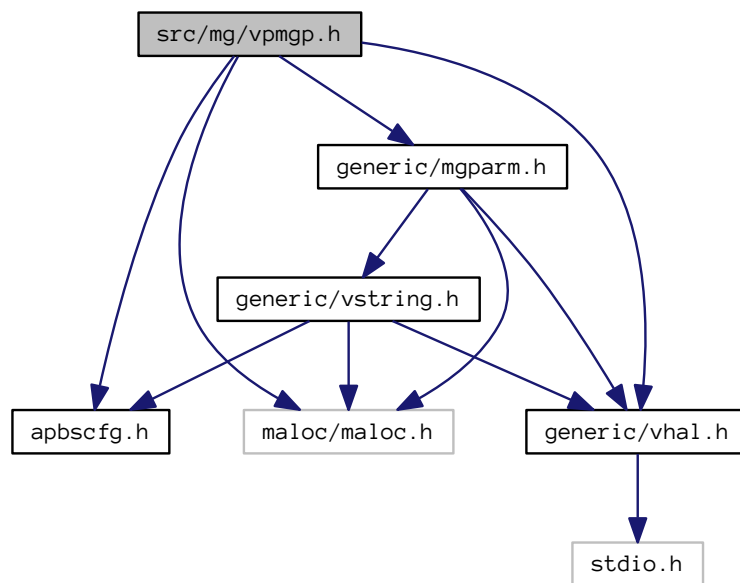 src/mg/vpmgp.h
generic/mgparm.h
generic/vstring.h
apbscfg.h
maloc/maloc.h
generic/vhal.h
stdio.h